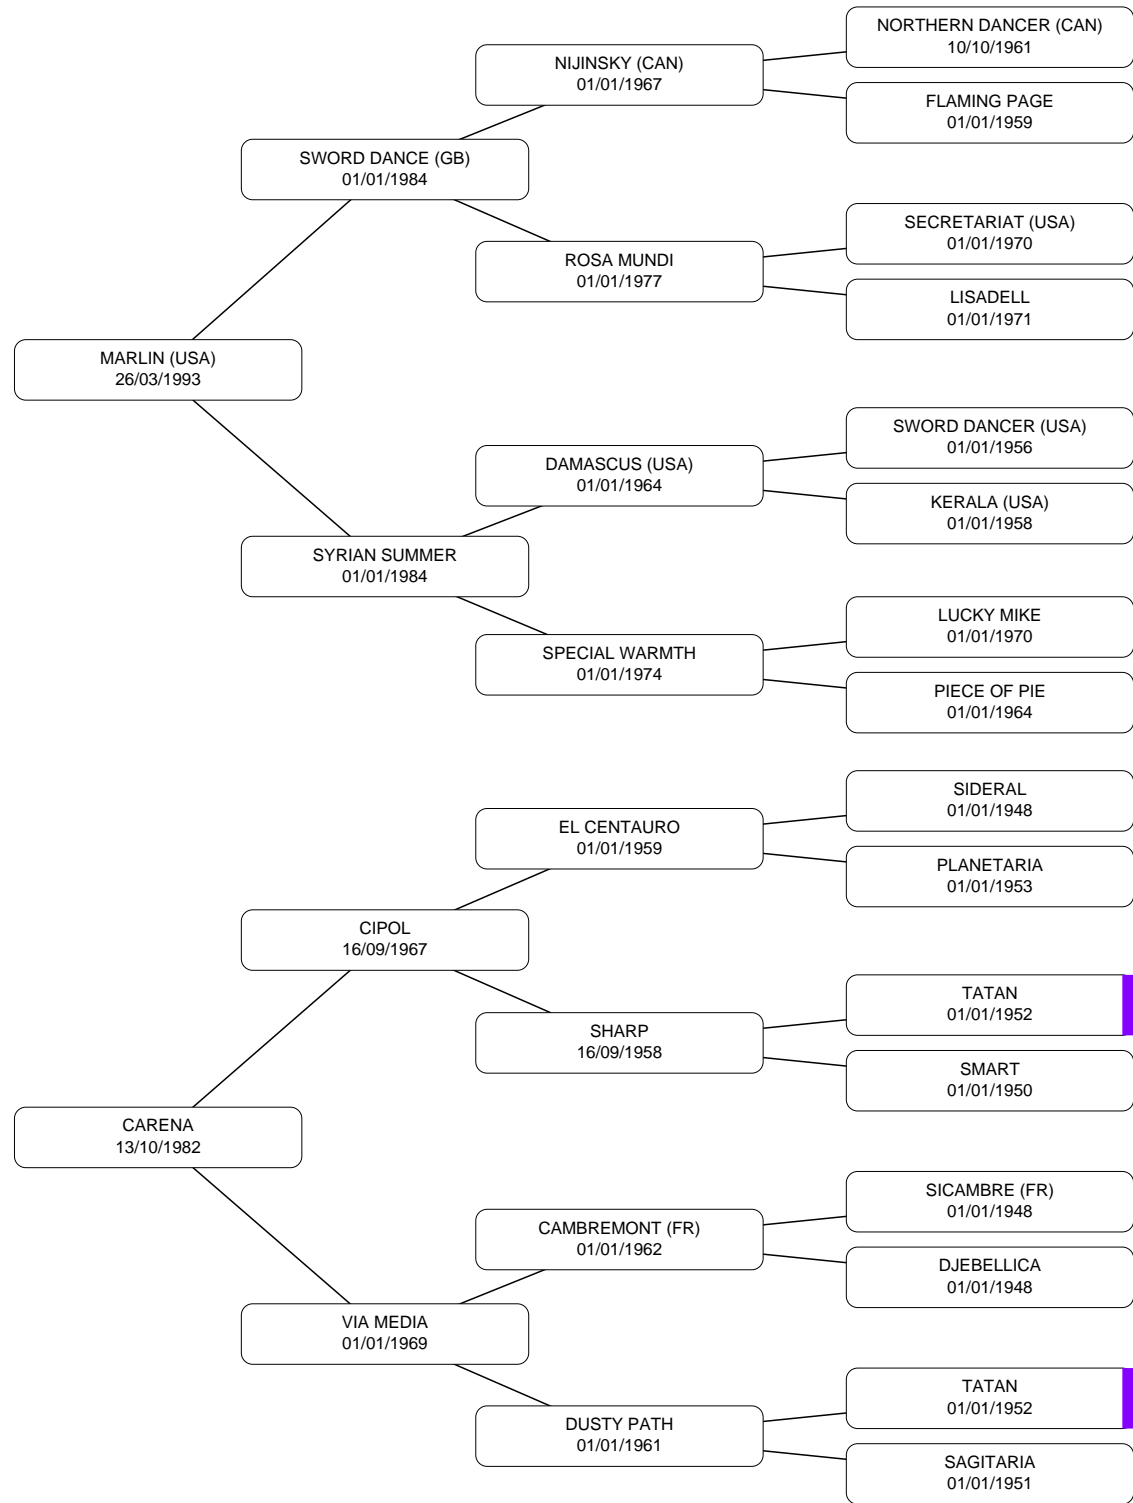 NORTHERN DANCER (CAN)
10/10/1961
NIJINSKY (CAN)
01/01/1967
FLAMING PAGE
01/01/1959
SWORD DANCE (GB)
01/01/1984
SECRETARIAT (USA)
01/01/1970
ROSA MUNDI
01/01/1977
LISADELL
01/01/1971
MARLIN (USA)
26/03/1993
SWORD DANCER (USA)
01/01/1956
DAMASCUS (USA)
01/01/1964
KERALA (USA)
01/01/1958
SYRIAN SUMMER
01/01/1984
LUCKY MIKE
01/01/1970
SPECIAL WARMTH
01/01/1974
PIECE OF PIE
01/01/1964
SIDERAL
01/01/1948
EL CENTAURO
01/01/1959
PLANETARIA
01/01/1953
CIPOL
16/09/1967
TATAN
01/01/1952
SHARP
16/09/1958
SMART
01/01/1950
CARENA
13/10/1982
SICAMBRE (FR)
01/01/1948
CAMBREMONT (FR)
01/01/1962
DJEBELLICA
01/01/1948
VIA MEDIA
01/01/1969
TATAN
01/01/1952
DUSTY PATH
01/01/1961
SAGITARIA
01/01/1951